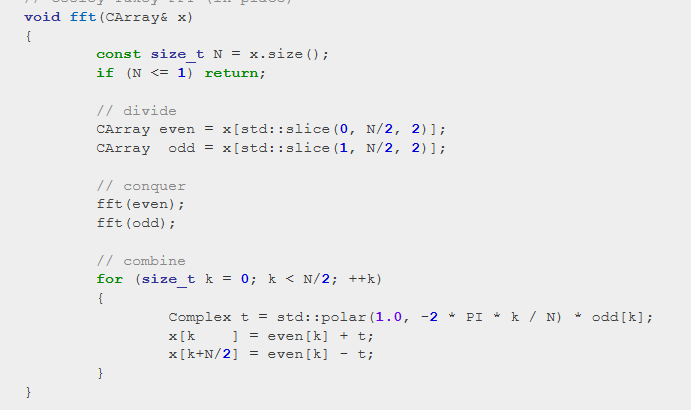 void fft(CArray& x)
{
const size_t N = x.size();
if (N <= 1) return;
// divide
CArray even = x[std::slice(0, N/2, 2)];
CArray  odd = x[std::slice(1, N/2, 2)];
// conquer
fft(even);
fft(odd);
// combine
for (size_t k = 0; k < N/2; ++k)
{
Complex t = std::polar(1.0, -2 * PI * k / N) * odd[k];
x[k    ] = even[k] + t;
x[k+N/2] = even[k] - t;
}
}